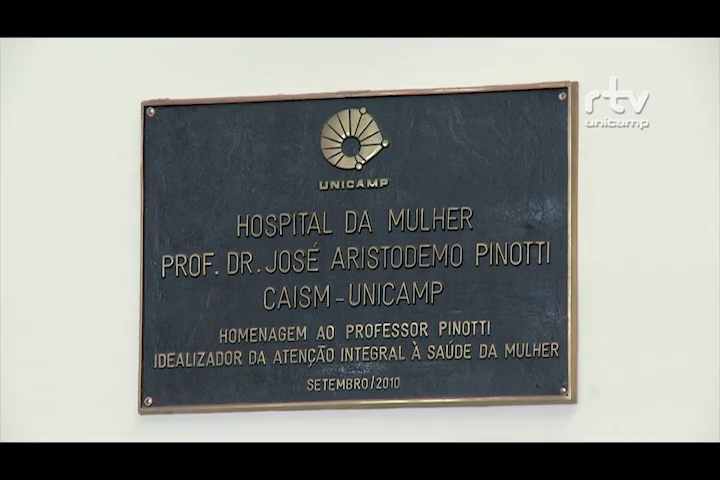 rtv
unicamp
UNICAMP
HOSPITAL DA MULHER
PROF. DR. JOSÉ ARISTODEMO PINOTTI
CAISM-UNICAMP
HOMENAGEM AO PROFESSOR PINOTTI
IDEALIZADOR DA ATENÇÃO INTEGRAL À SAÚDE DA MULHER
SETEMBRO/2010